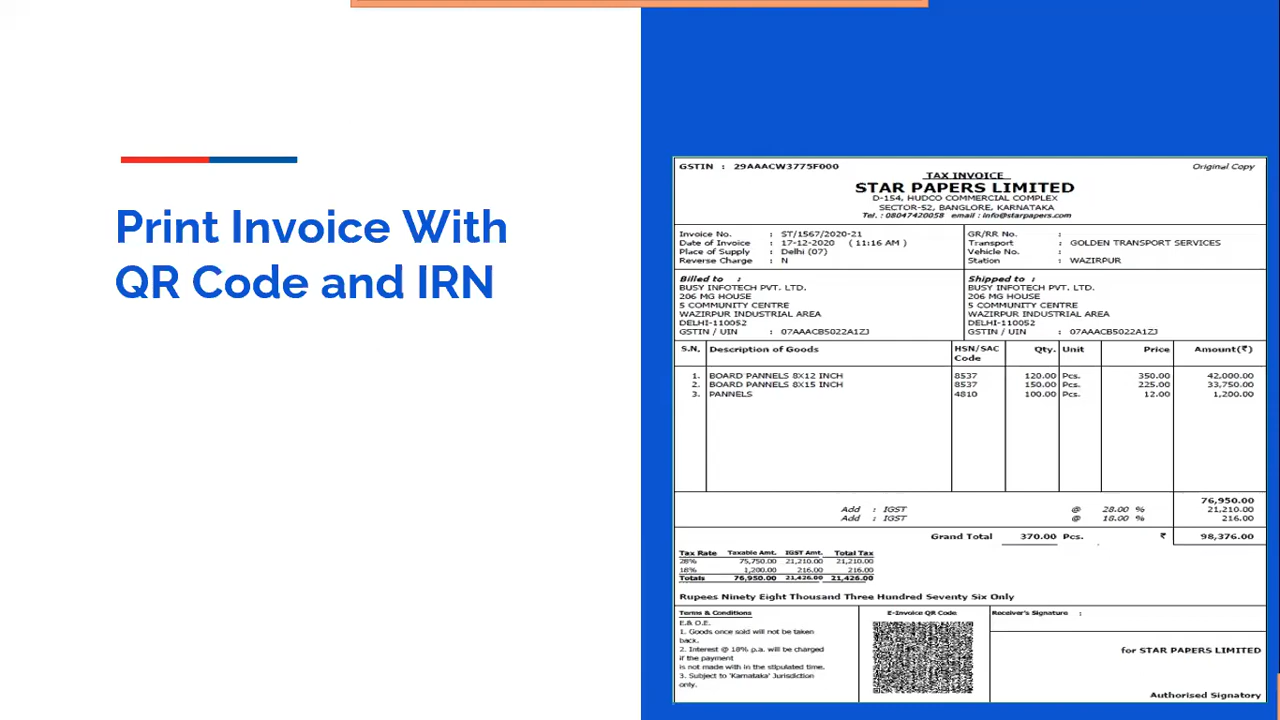 Print Invoice With
QR Code and IRN
GSTIN : 29AAACW3775F000
Original Copy
TAX INVOICE
STAR PAPERS LIMITED
D-154, HUDCO COMMERCIAL COMPLEX
SECTOR-52, BANGLORE, KARNATAKA
Tel. : 08047420058 email : info@starpapers.com
Invoice No. : ST/1567/2020-21
Date of Invoice : 17-12-2020 ( 11:16 AM )
Place of Supply : Delhi (07)
Reverse Charge : N
GR/RR No. :
Transport : GOLDEN TRANSPORT SERVICES
Vehicle No. :
Station : WAZIRPUR
Billed to :
BUSY INFOTECH PVT. LTD.
206 MG HOUSE
5 COMMUNITY CENTRE
WAZIRPUR INDUSTRIAL AREA
DELHI-110052
GSTIN / UIN : 07AAACB5022A1ZJ
Shipped to :
BUSY INFOTECH PVT. LTD.
206 MG HOUSE
5 COMMUNITY CENTRE
WAZIRPUR INDUSTRIAL AREA
DELHI-110052
GSTIN / UIN : 07AAACB5022A1ZJ
S.N. Description of Goods HSN/SAC Code Qty. Unit Price Amount(₹)
1. BOARD PANNELS 8X12 INCH 8537 120.00 Pcs. 350.00 42,000.00
2. BOARD PANNELS 8X15 INCH 8537 150.00 Pcs. 225.00 33,750.00
3. PANNELS 4810 100.00 Pcs. 12.00 1,200.00
76,950.00
Add : IGST @ 28.00 % 21,210.00
Add : IGST @ 18.00 % 216.00
Grand Total 370.00 Pcs. ₹ 98,376.00
Tax Rate Taxable Amt. IGST Amt. Total Tax
28% 75,750.00 21,210.00 21,210.00
18% 1,200.00 216.00 216.00
Totals 76,950.00 21,426.00 21,426.00
Rupees Ninety Eight Thousand Three Hundred Seventy Six Only
Terms & Conditions
E.& O.E.
1. Goods once sold will not be taken
back.
2. Interest @ 18% p.a. will be charged
if the payment
is not made with in the stipulated time.
3. Subject to 'Karnataka' Jurisdiction
only.
E-Invoice QR Code
Receiver's Signature :
for STAR PAPERS LIMITED
Authorised Signatory